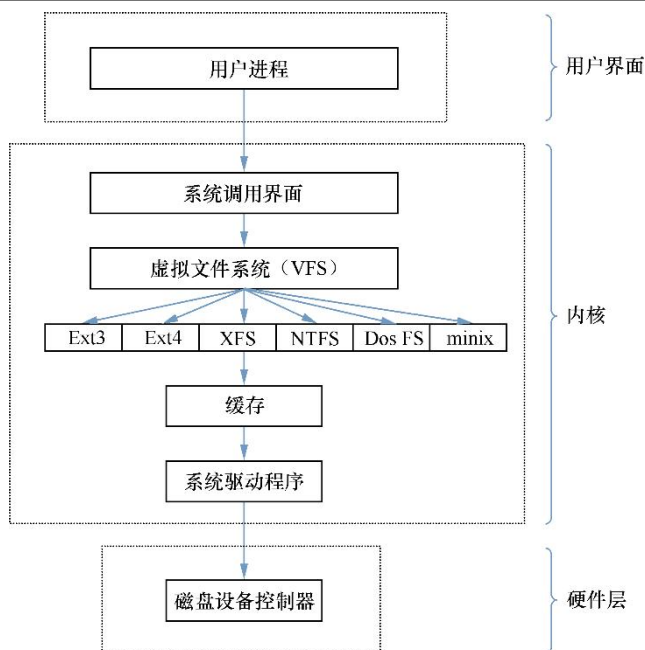 用户进程
用户界面
系统调用界面
虚拟文件系统（VFS）
内核
Ext3 Ext4 XFS NTFS Dos FS minix
缓存
系统驱动程序
磁盘设备控制器
硬件层